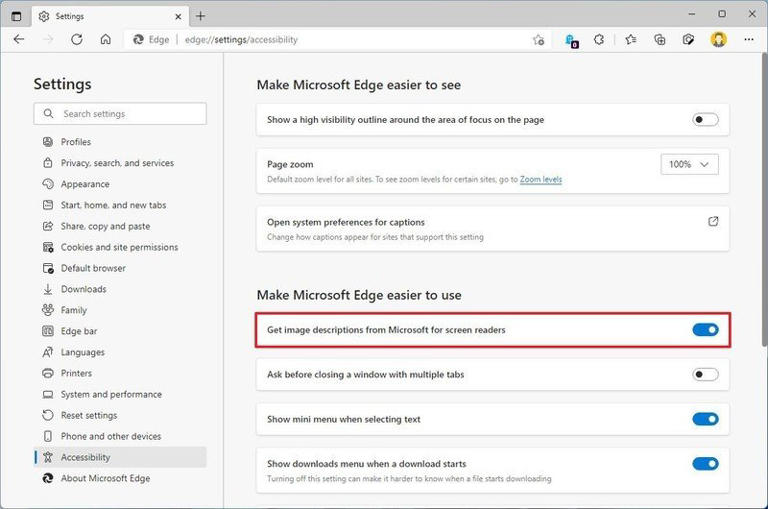 Settings
Edge
edge://settings/accessibility
0
Settings
Search settings
Profiles
Privacy, search, and services
Appearance
Start, home, and new tabs
Share, copy and paste
Cookies and site permissions
Default browser
Downloads
Family
Edge bar
Languages
Printers
System and performance
Reset settings
Phone and other devices
Accessibility
About Microsoft Edge
Make Microsoft Edge easier to see
Show a high visibility outline around the area of focus on the page
Page zoom
100%
Default zoom level for all sites. To see zoom levels for certain sites, go to Zoom levels
Open system preferences for captions
Change how captions appear for sites that support this setting
Make Microsoft Edge easier to use
Get image descriptions from Microsoft for screen readers
Ask before closing a window with multiple tabs
Show mini menu when selecting text
Show downloads menu when a download starts
Turning off this setting can make it harder to know when a file starts downloading